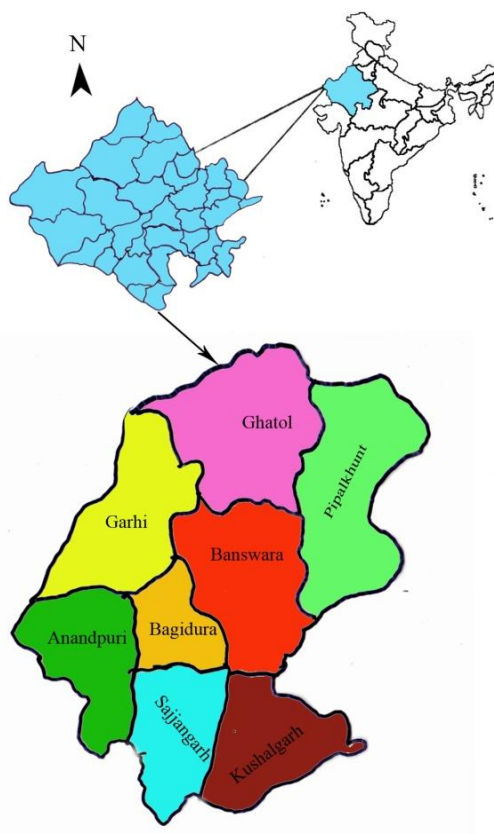 N
Ghatol
Pipalkhunt
Garhi
Banswara
Anandpuri
Bagidura
Sajjangarh
Kushalgarh